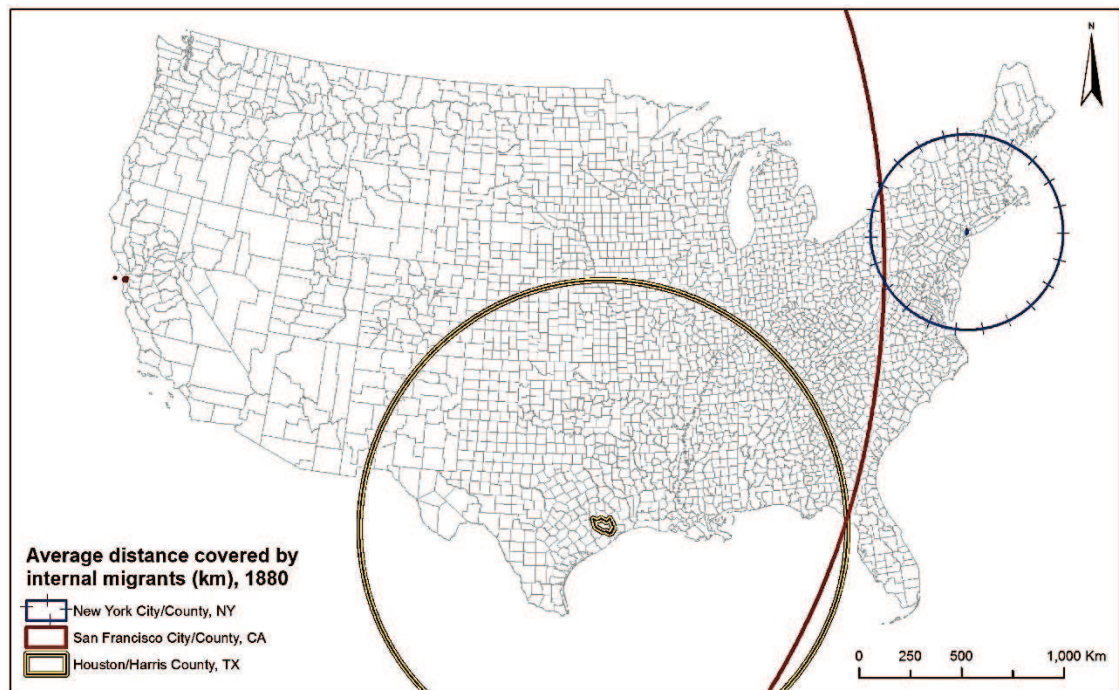 N
Average distance covered by
internal migrants (km), 1880
New York City/County, NY
San Francisco City/County, CA
Houston/Harris County, TX
0 250 500 1,000 Km